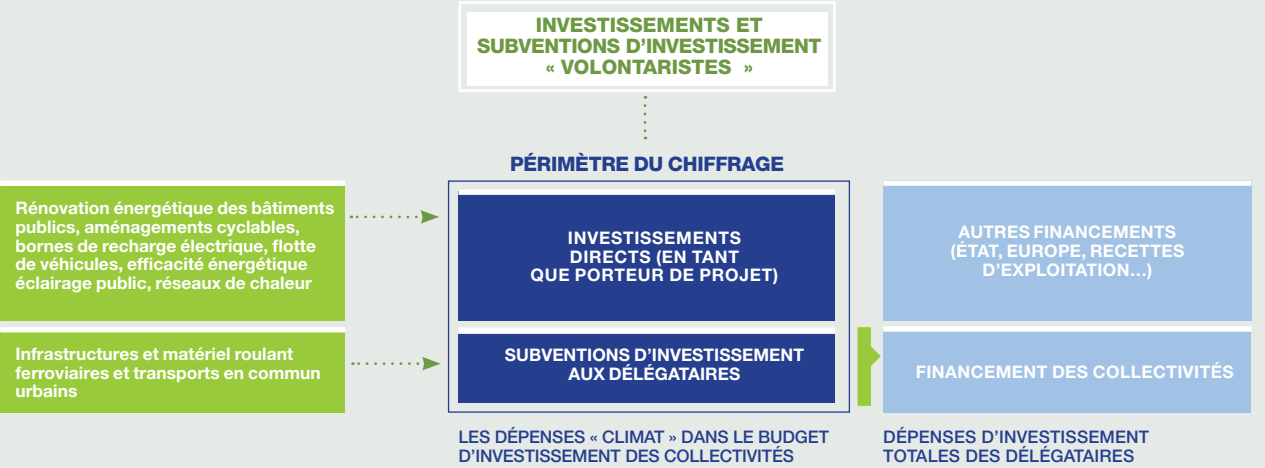 INVESTISSEMENTS ET
SUBVENTIONS D'INVESTISSEMENT
« VOLONTARISTES »
PÉRIMÈTRE DU CHIFFRAGE
Rénovation énergétique des bâtiments
publics, aménagements cyclables,
bornes de recharge électrique, flotte
de véhicules, efficacité énergétique
éclairage public, réseaux de chaleur
INVESTISSEMENTS
DIRECTS (EN TANT
QUE PORTEUR DE PROJET)
AUTRES FINANCEMENTS
(ÉTAT, EUROPE, RECETTES
D'EXPLOITATION…)
Infrastructures et matériel roulant
ferroviaires et transports en commun
urbains
SUBVENTIONS D'INVESTISSEMENT
AUX DÉLÉGATAIRES
FINANCEMENT DES COLLECTIVITÉS
LES DÉPENSES « CLIMAT » DANS LE BUDGET
D'INVESTISSEMENT DES COLLECTIVITÉS
DÉPENSES D'INVESTISSEMENT
TOTALES DES DÉLÉGATAIRES